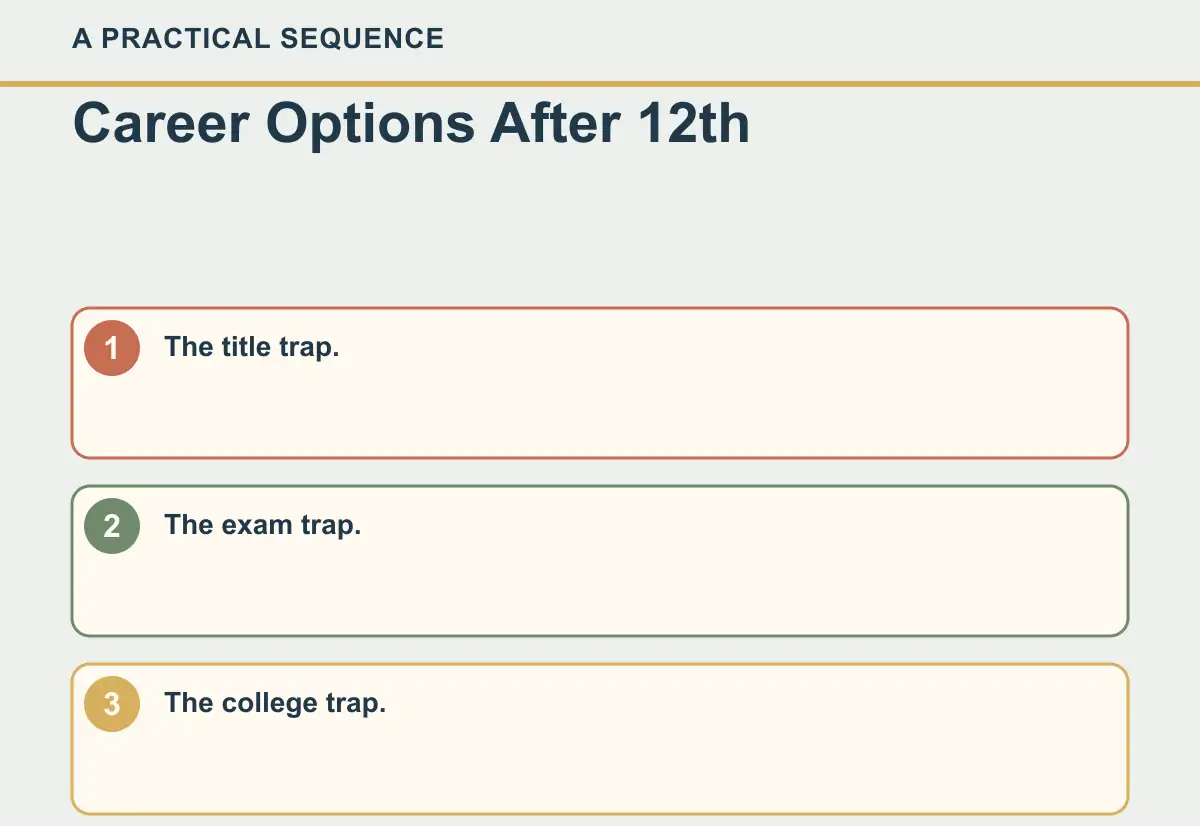 A PRACTICAL SEQUENCE
Career Options After 12th
1 The title trap.
2 The exam trap.
3 The college trap.